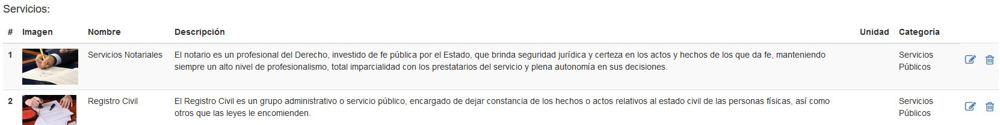 Servicios:
# Imagen Nombre Descripción Unidad Categoría
1 Servicios Notariales El notario es un profesional del Derecho, investido de fe pública por el Estado, que brinda seguridad jurídica y certeza en los actos y hechos de los que da fe, manteniendo Servicios
siempre un alto nivel de profesionalismo, total imparcialidad con los prestatarios del servicio y plena autonomía en sus decisiones. Públicos
2 Registro Civil El Registro Civil es un grupo administrativo o servicio público, encargado de dejar constancia de los hechos o actos relativos al estado civil de las personas físicas, así como Servicios
otros que las leyes le encomienden. Públicos